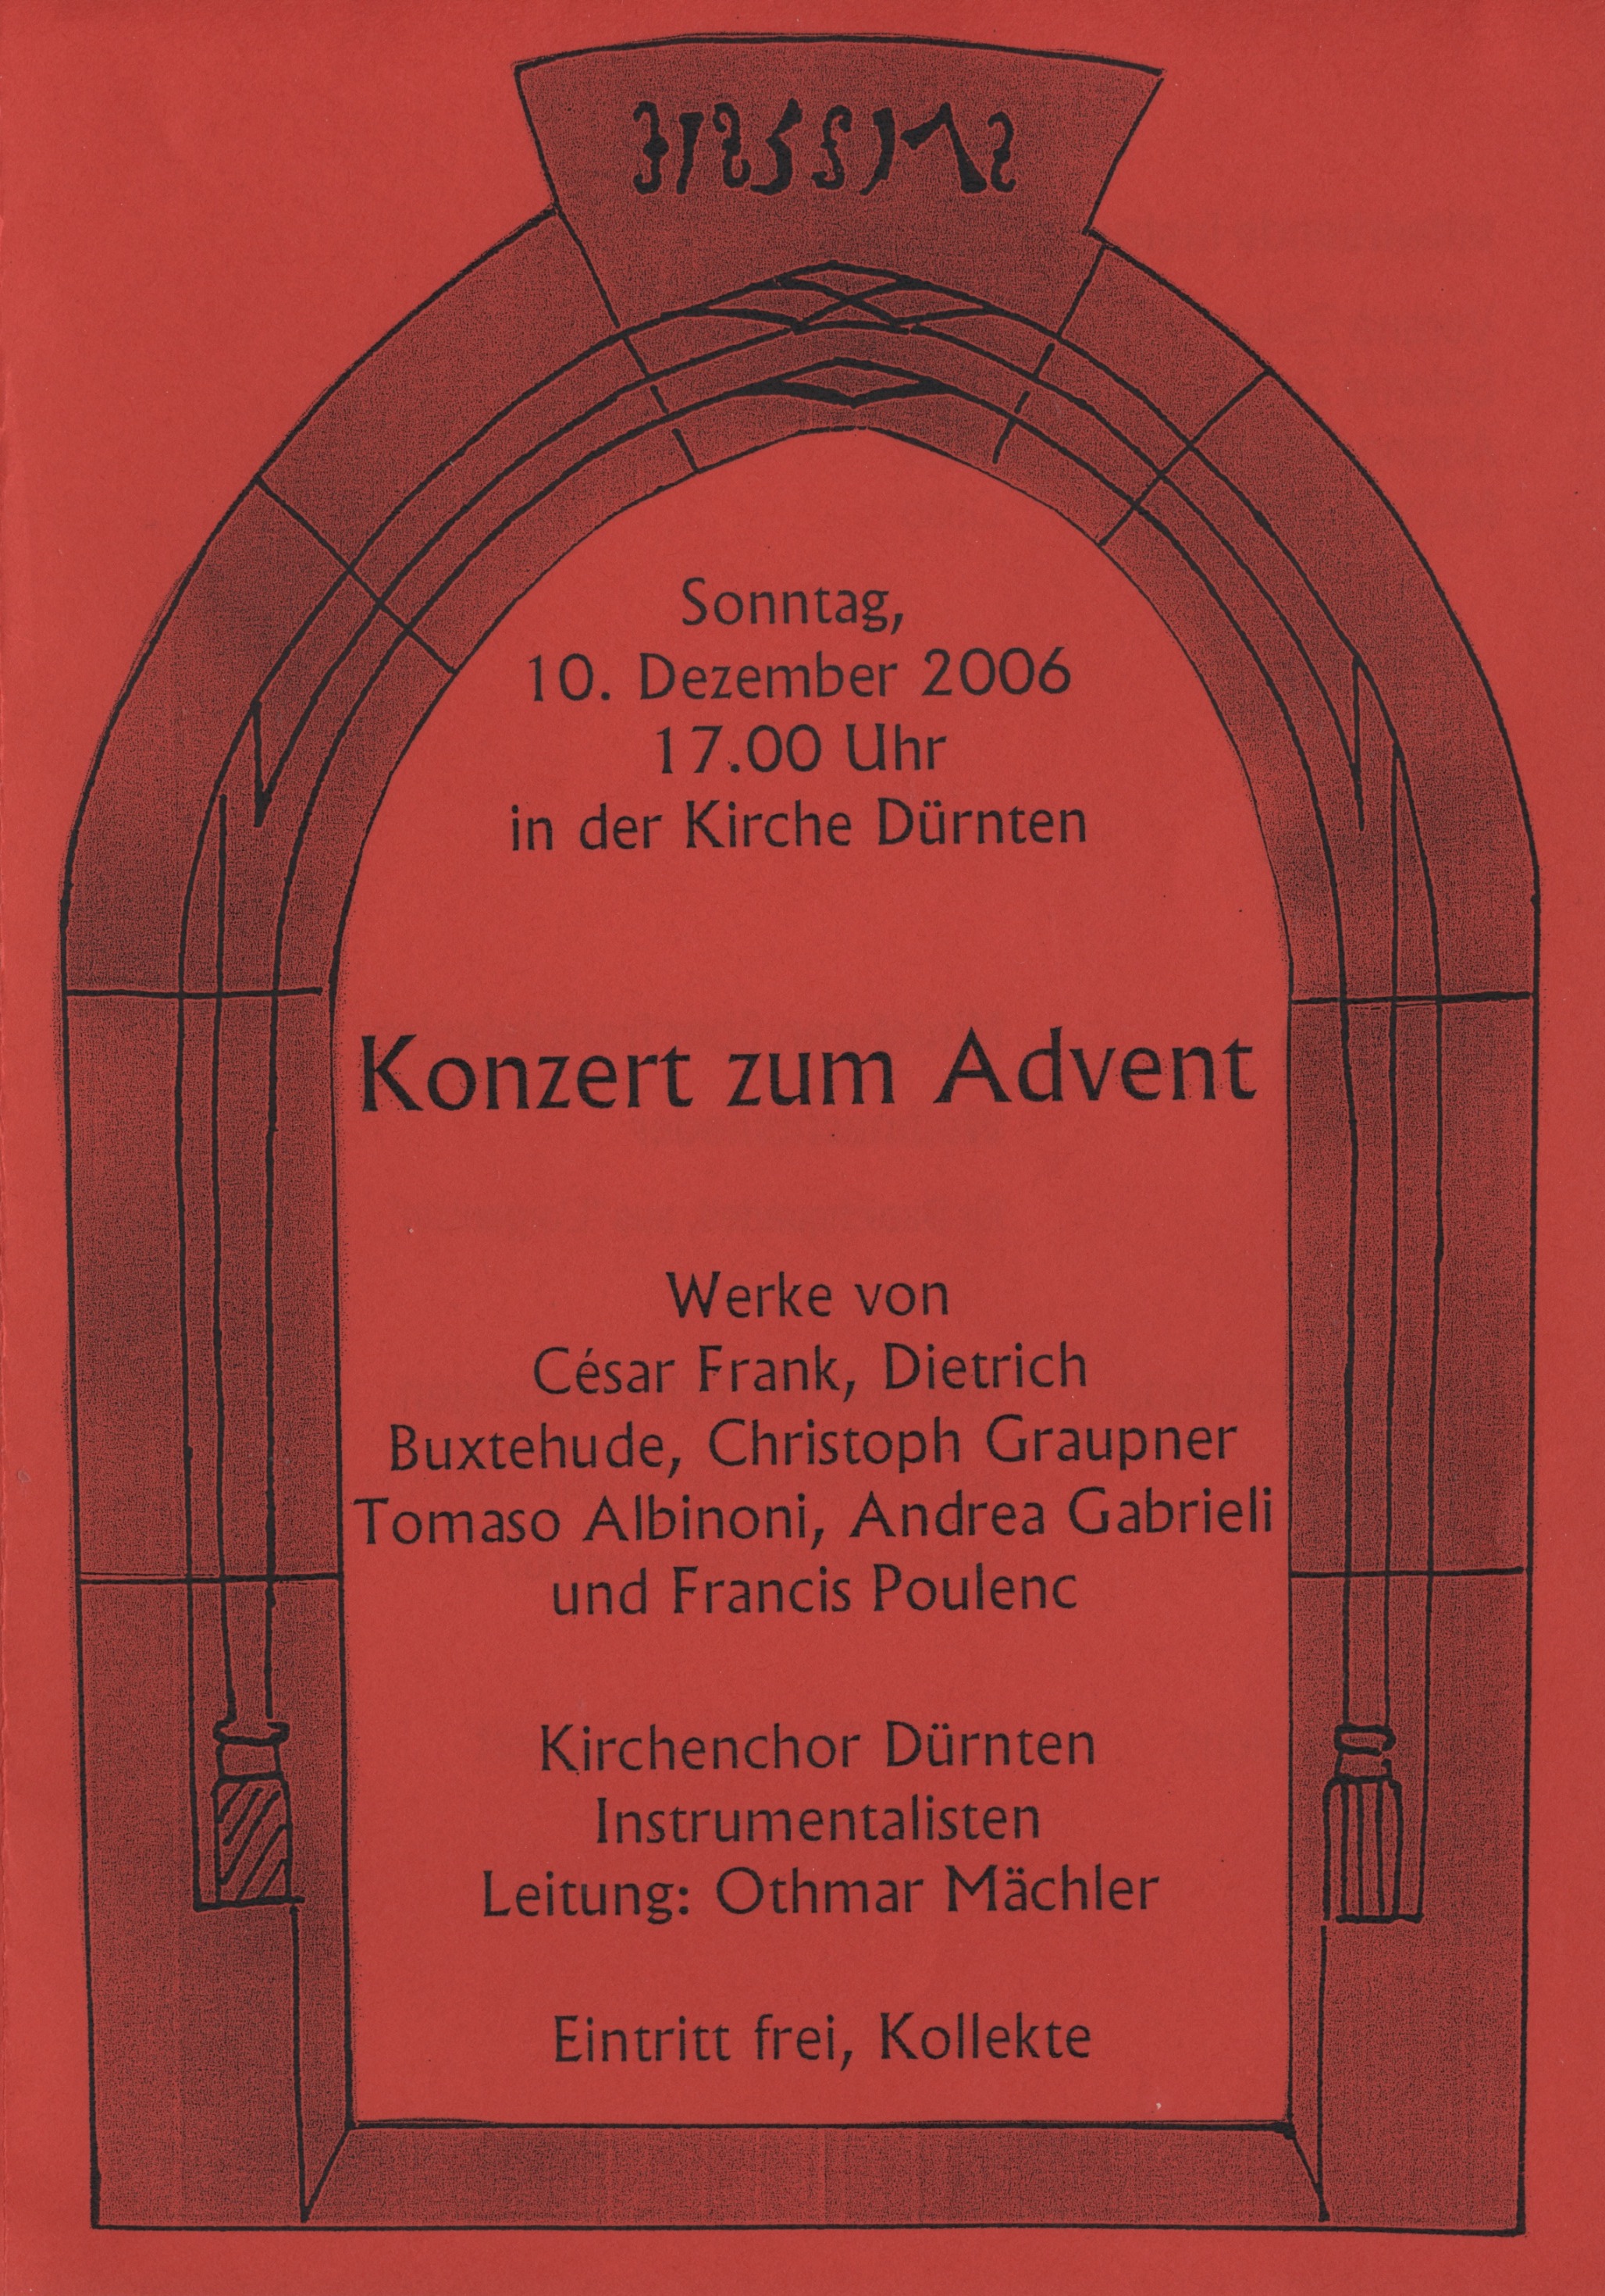 Sonntag,
10. Dezember 2006
17.00 Uhr
in der Kirche Dürnten
Konzert zum Advent
Werke von
César Frank, Dietrich
Buxtehude, Christoph Graupner
Tomaso Albinoni, Andrea Gabrieli
und Francis Poulenc
Kirchenchor Dürnten
Instrumentalisten
Leitung: Othmar Mächler
Eintritt frei, Kollekte